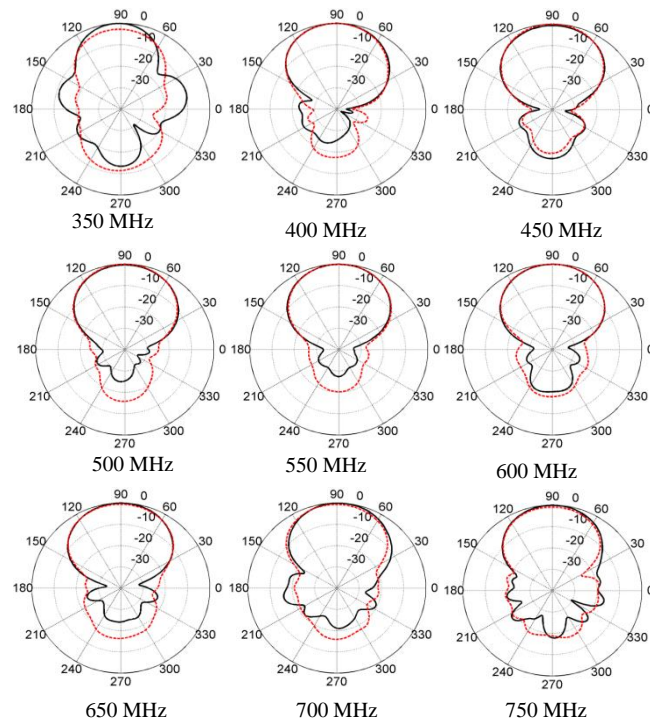 90 0 90 0 90 0
120 60 120 60 120 60
-10 -10 -10
150 -20 30 150 -20 30 150 -20 30
-30 -30 -30
180 0 180 0 180 0
210 330 210 330 210 330
240 300 240 300 240 300
270 270 270
350 MHz 400 MHz 450 MHz
90 0 90 0 90 0
120 60 120 60 120 60
-10 -10 -10
150 -20 30 150 -20 30 150 -20 30
-30 -30 -30
180 0 180 0 180 0
210 330 210 330 210 330
240 300 240 300 240 300
270 270 270
500 MHz 550 MHz 600 MHz
90 0 90 0 90 0
120 60 120 60 120 60
-10 -10 -10
150 -20 30 150 -20 30 150 -20 30
-30 -30 -30
180 0 180 0 180 0
210 330 210 330 210 330
240 300 240 300 240 300
270 270 270
650 MHz 700 MHz 750 MHz